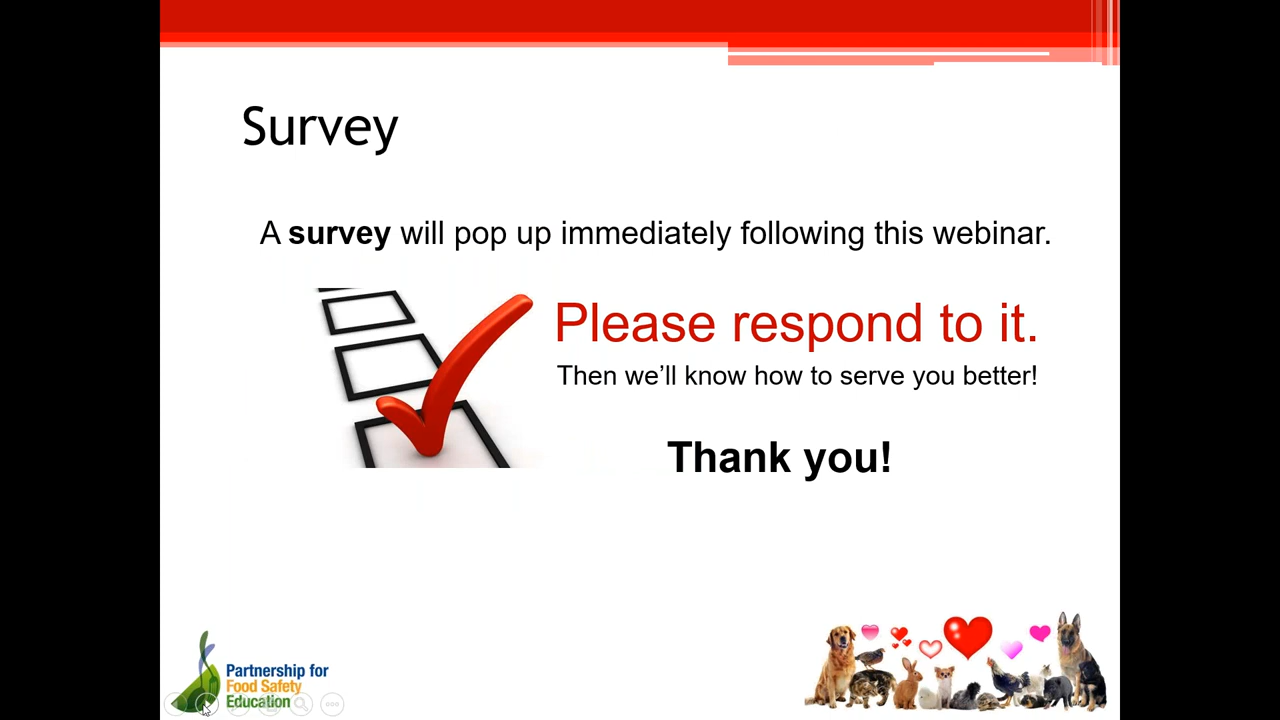 Survey
A survey will pop up immediately following this webinar.
Please respond to it.
Then we’ll know how to serve you better!
Thank you!
Partnership for
Food Safety
Education